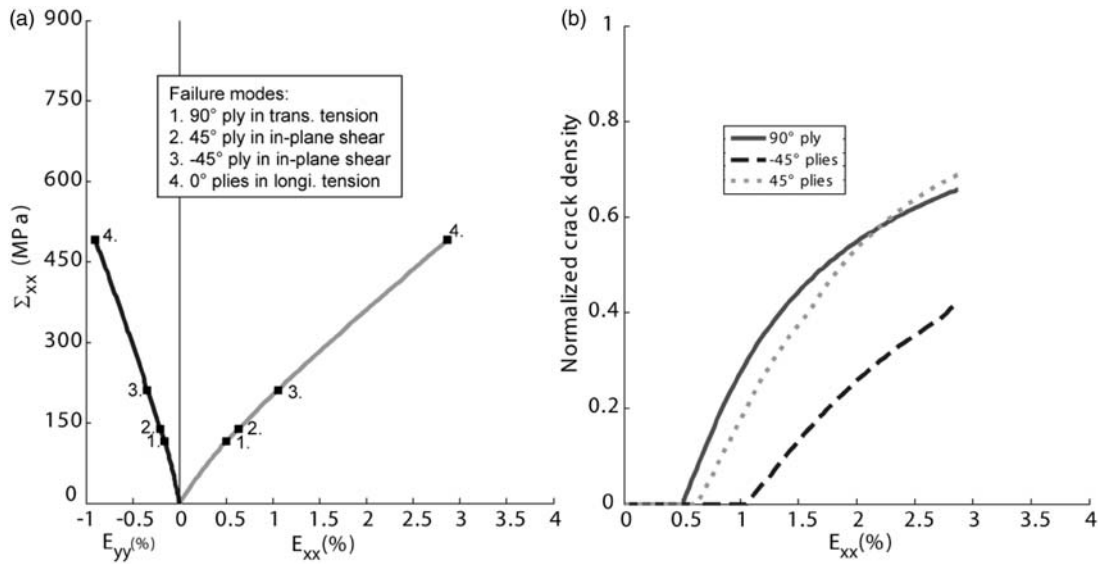 (a)
900
750
600
450
300
150
0
Σxx (MPa)
Failure modes:
1. 90° ply in trans. tension
2. 45° ply in in-plane shear
3. -45° ply in in-plane shear
4. 0° plies in longi. tension
4.
3.
2.
1.
4.
3.
2.
1.
-1 -0.5 0 0.5 1 1.5 2 2.5 3 3.5 4
Eyy(%)
Exx(%)
(b)
1
0.8
0.6
0.4
0.2
0
Normalized crack density
90° ply
-45° plies
45° plies
0 0.5 1 1.5 2 2.5 3 3.5 4
Exx(%)